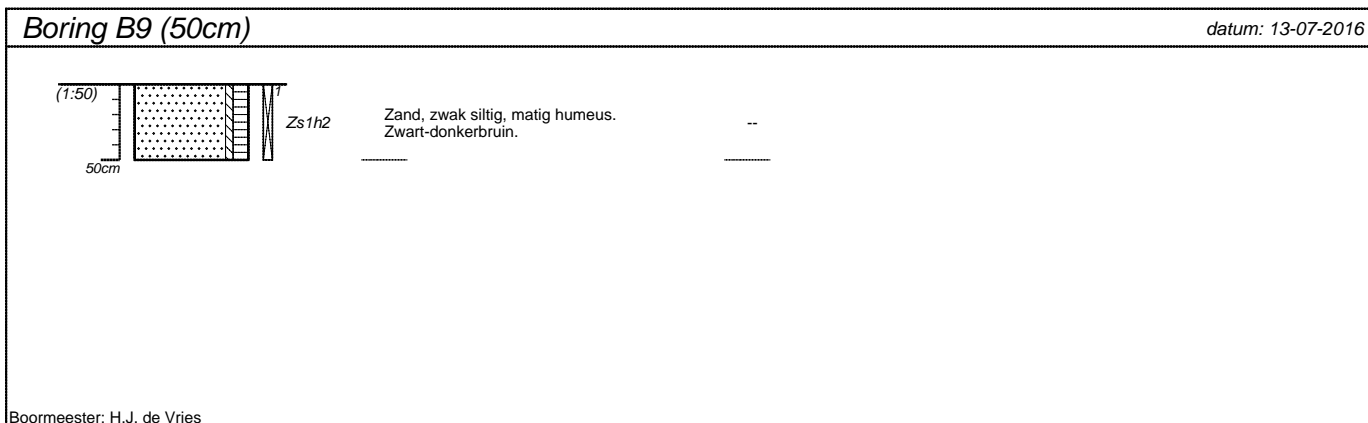 Boring B9 (50cm)
datum: 13-07-2016
(1:50)
1
Zs1h2
Zand, zwak siltig, matig humeus.
Zwart-donkerbruin.
--
50cm
Boormeester: H.J. de Vries